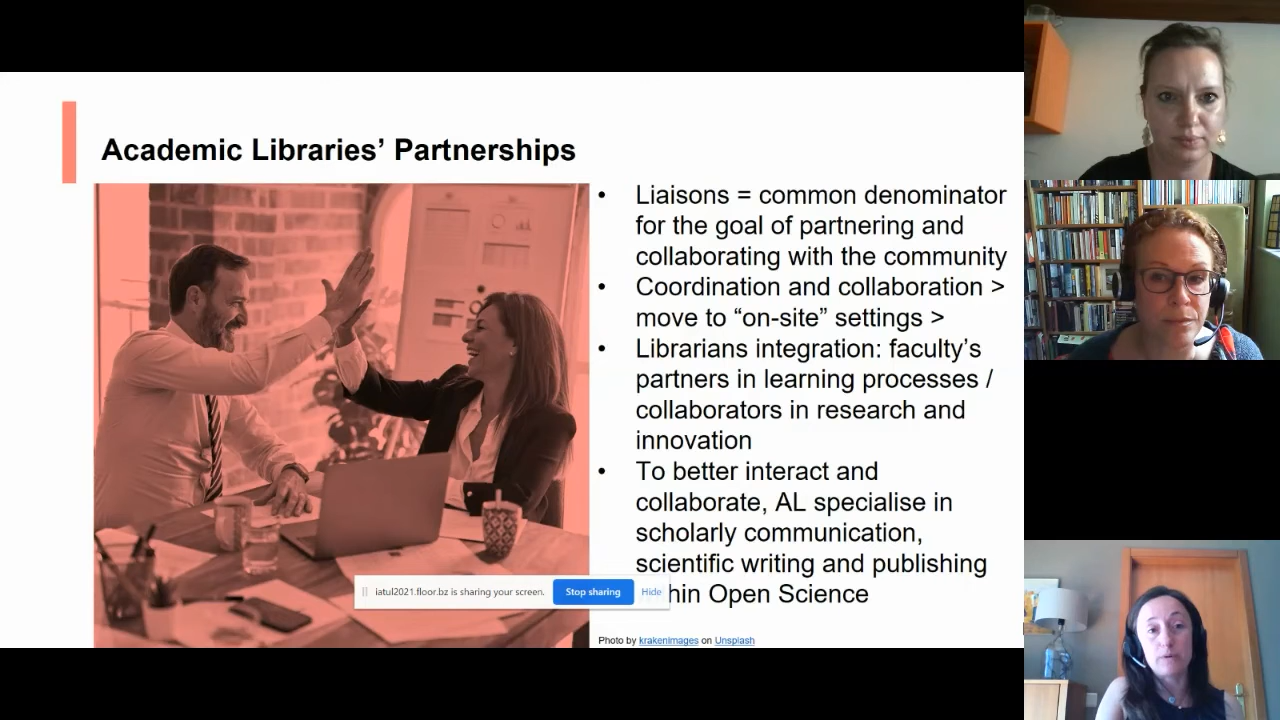 Academic Libraries’ Partnerships
• Liaisons = common denominator
for the goal of partnering and
collaborating with the community
• Coordination and collaboration >
move to “on-site” settings >
• Librarians integration: faculty’s
partners in learning processes /
collaborators in research and
innovation
• To better interact and
collaborate, AL specialise in
scholarly communication,
scientific writing and publishing
hin Open Science
iatul2021.floor.bz is sharing your screen.
Stop sharing
Hide
Photo by krakenimages on Unsplash